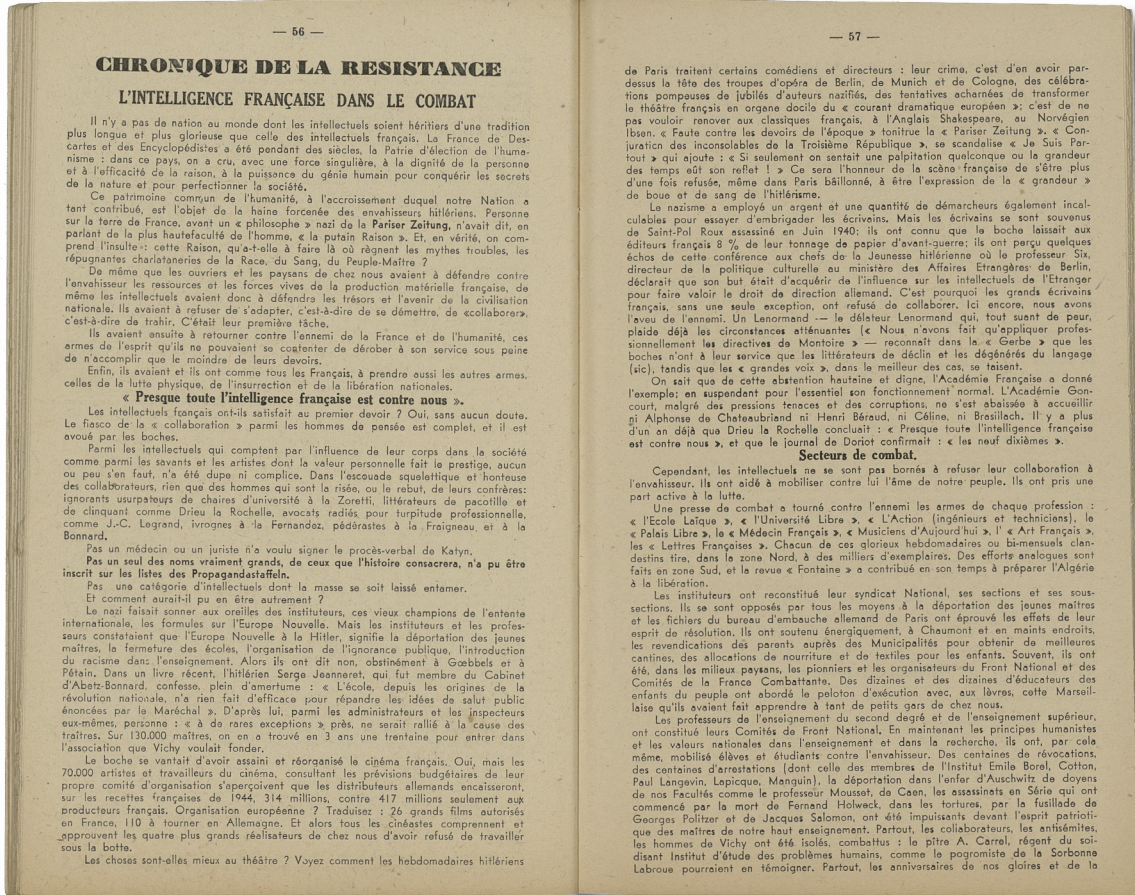 — 56 —
CHRONIQUE DE LA RESISTANCE
L'INTELLIGENCE FRANÇAISE DANS LE COMBAT
Il n'y a pas de nation au monde dont les intellectuels soient héritiers d'une tradition
plus longue et plus glorieuse que celle des intellectuels français. La France de Des-
cartes et des Encyclopédistes a été pendant des siècles, la Patrie d'élection de l'huma-
nisme : dans ce pays, on a cru, avec une force singulière, à la dignité de la personne
et à l'efficacité de la raison, à la puissance du génie humain pour conquérir les secrets
de la nature et pour perfectionner la société.
Ce patrimoine commun de l'humanité, à l'accroissement duquel notre Nation a
tant contribué, est l'objet de la haine forcenée des envahisseurs hitlériens. Personne
sur la terre de France, avant un « philosophe » nazi de la Pariser Zeitung, n'avait dit, en
parlant de la plus hautefaculté de l'homme, « la putain Raison ». Et, en vérité, on com-
prend l'insulte : cette Raison, qu'a-t-elle à faire là où règnent les mythes troubles, les
répugnantes charlataneries de la Race, du Sang, du Peuple-Maître ?
De même que les ouvriers et les paysans de chez nous avaient à défendre contre
l'envahisseur les ressources et les forces vives de la production matérielle française, de
même les intellectuels avaient donc à défendre les trésors et l'avenir de la civilisation
nationale. Ils avaient à refuser de s'adapter, c'est-à-dire de se démettre, de «collaborer»,
c'est-à-dire de trahir. C'était leur première tâche.
Ils avaient ensuite à retourner contre l'ennemi de la France et de l'humanité, ces
armes de l'esprit qu'ils ne pouvaient se contenter de dérober à son service sous peine
de n'accomplir que le moindre de leurs devoirs.
Enfin, ils avaient et ils ont comme tous les Français, à prendre aussi les autres armes,
celles de la lutte physique, de l'insurrection et de la libération nationales.
« Presque toute l'intelligence française est contre nous ».
Les intellectuels français ont-ils satisfait au premier devoir ? Oui, sans aucun doute.
Le fiasco de la « collaboration » parmi les hommes de pensée est complet, et il est
avoué par les boches.
Parmi les intellectuels qui comptent par l'influence de leur corps dans la société
comme parmi les savants et les artistes dont la valeur personnelle fait le prestige, aucun
ou peu s'en faut, n'a été dupe ni complice. Dans l'escouade squelettique et honteuse
des collaborateurs, rien que des hommes qui sont la risée, ou le rebut, de leurs confrères:
ignorants usurpateurs de chaires d'université à la Zoretti, littérateurs de pacotille et
de clinquant comme Drieu la Rochelle, avocats radiés pour turpitude professionnelle,
comme J.-C. Legrand, ivrognes à la Fernandez, pédérastes à la Fraigneau et à la
Bonnard.
Pas un médecin ou un juriste n'a voulu signer le procès-verbal de Katyn.
Pas un seul des noms vraiment grands, de ceux que l'histoire consacrera, n'a pu être
inscrit sur les listes des Propagandastaffeln.
Pas une catégorie d'intellectuels dont la masse se soit laissé entamer.
Et comment aurait-il pu en être autrement ?
Le nazi faisait sonner aux oreilles des instituteurs, ces vieux champions de l'entente
internationale, les formules sur l'Europe Nouvelle. Mais les instituteurs et les profes-
seurs constataient que l'Europe Nouvelle à la Hitler, signifie la déportation des jeunes
maîtres, la fermeture des écoles, l'organisation de l'ignorance publique, l'introduction
du racisme dans l'enseignement. Alors ils ont dit non, obstinément à Gœbbels et à
Pétain. Dans un livre récent, l'hitlérien Serge Jeanneret, qui fut membre du Cabinet
d'Abetz-Bonnard, confesse, plein d'amertume : « L'école, depuis les origines de la
révolution nationale, n'a rien fait d'efficace pour répandre les idées de salut public
énoncées par le Maréchal ». D'après lui, parmi les administrateurs et les inspecteurs
eux-mêmes, personne : « à de rares exceptions » près, ne serait rallié à la cause des
traîtres. Sur 130.000 maîtres, on en a trouvé en 3 ans une trentaine pour entrer dans
l'association que Vichy voulait fonder.
Le boche se vantait d'avoir assaini et réorganisé le cinéma français. Oui, mais les
70.000 artistes et travailleurs du cinéma, consultant les prévisions budgétaires de leur
propre comité d'organisation s'aperçoivent que les distributeurs allemands encaisseront,
sur les recettes françaises de 1944, 314 millions, contre 417 millions seulement aux
producteurs français. Organisation européenne ? Traduisez : 26 grands films autorisés
en France, 110 à tourner en Allemagne. Et alors tous les cinéastes comprennent et
approuvent les quatre plus grands réalisateurs de chez nous d'avoir refusé de travailler
sous la botte.
Les choses sont-elles mieux au théâtre ? Voyez comment les hebdomadaires hitlériens
— 57 —
de Paris traitent certains comédiens et directeurs : leur crime, c'est d'en avoir par-
dessus la tête des troupes d'opéra de Berlin, de Munich et de Cologne, des célébra-
tions pompeuses de jubilés d'auteurs nazifiés, des tentatives acharnées de transformer
le théâtre français en organe docile du « courant dramatique européen »; c'est de ne
pas vouloir renover aux classiques français, à l'Anglais Shakespeare, au Norvégien
Ibsen. « Faute contre les devoirs de l'époque » tonitrua la « Pariser Zeitung ». « Con-
juration des inconsolables de la Troisième République », se scandalise « Je Suis Par-
tout » qui ajoute : « Si seulement on sentait une palpitation quelconque ou la grandeur
des temps eût son reflet ! » Ce sera l'honneur de la scène française de s'être plus
d'une fois refusée, même dans Paris bâillonné, à être l'expression de la « grandeur »
de boue et de sang de l'hitlérisme.
Le nazisme a employé un argent et une quantité de démarcheurs également incal-
culables pour essayer d'embrigader les écrivains. Mais les écrivains se sont souvenus
de Saint-Pol Roux assassiné en Juin 1940; ils ont connu que le boche laissait aux
éditeurs français 8 % de leur tonnage de papier d'avant-guerre; ils ont perçu quelques
échos de cette conférence aux chefs de la Jeunesse hitlérienne où le professeur Six,
directeur de la politique culturelle au ministère des Affaires Etrangères de Berlin,
déclarait que son but était d'acquérir de l'influence sur les intellectuels de l'Etranger
pour faire valoir le droit de direction allemand. C'est pourquoi les grands écrivains
français, sans une seule exception, ont refusé de collaborer. Ici encore, nous avons
l'aveu de l'ennemi. Un Lenormand — le délateur Lenormand qui, tout suant de peur,
plaide déjà les circonstances atténuantes (« Nous n'avons fait qu'appliquer profes-
sionnellement les directives de Montoire » — reconnaît dans la « Gerbe » que les
boches n'ont à leur service que les littérateurs de déclin et les dégénérés du langage
(sic), tandis que les « grandes voix », dans le meilleur des cas, se taisent.
On sait que de cette abstention hautaine et digne, l'Académie Française a donné
l'exemple; en suspendant pour l'essentiel son fonctionnement normal. L'Académie Gon-
court, malgré des pressions tenaces et des corruptions, ne s'est abaissée à accueillir
ni Alphonse de Chateaubriand ni Henri Béraud, ni Céline, ni Brasillach. Il y a plus
d'un an déjà que Drieu la Rochelle concluait : « Presque toute l'intelligence française
est contre nous », et que le journal de Doriot confirmait : « les neuf dixièmes ».
Secteurs de combat.
Cependant, les intellectuels ne se sont pas bornés à refuser leur collaboration à
l'envahisseur. Ils ont aidé à mobiliser contre lui l'âme de notre peuple. Ils ont pris une
part active à la lutte.
Une presse de combat a tourné contre l'ennemi les armes de chaque profession :
« l'Ecole Laïque », « l'Université Libre », « L'Action (ingénieurs et techniciens), le
« Palais Libre », le « Médecin Français », « Musiciens d'Aujourd'hui », l' « Art Français »,
les « Lettres Françaises ». Chacun de ces glorieux hebdomadaires ou bi-mensuels clan-
destins tire, dans la zone Nord, à des milliers d'exemplaires. Des efforts analogues sont
faits en zone Sud, et la revue « Fontaine » a contribué en son temps à préparer l'Algérie
à la libération.
Les instituteurs ont reconstitué leur syndicat National, ses sections et ses sous-
sections. Ils se sont opposés par tous les moyens à la déportation des jeunes maîtres
et les fichiers du bureau d'embauche allemand de Paris ont éprouvé les effets de leur
esprit de résolution. Ils ont soutenu énergiquement, à Chaumont et en maints endroits,
les revendications des parents auprès des Municipalités pour obtenir de meilleures
cantines, des allocations de nourriture et de textiles pour les enfants. Souvent, ils ont
été, dans les milieux paysans, les pionniers et les organisateurs du Front National et des
Comités de la France Combattante. Des dizaines et des dizaines d'éducateurs des
enfants du peuple ont abordé le peloton d'exécution avec, aux lèvres, cette Marseil-
laise qu'ils avaient fait apprendre à tant de petits gars de chez nous.
Les professeurs de l'enseignement du second degré et de l'enseignement supérieur,
ont constitué leurs Comités de Front National. En maintenant les principes humanistes
et les valeurs nationales dans l'enseignement et dans la recherche, ils ont, par cela
même, mobilisé élèves et étudiants contre l'envahisseur. Des centaines de révocations,
des centaines d'arrestations (dont celle des membres de l'Institut Emile Borel, Cotton,
Paul Langevin, Lapicque, Manguin), la déportation dans l'enfer d'Auschwitz de doyens
de nos Facultés comme le professeur Mousset, de Caen, les assassinats en Série qui ont
commencé par la mort de Fernand Holweck, dans les tortures, par la fusillade de
Georges Politzer et de Jacques Salomon, ont été impuissants devant l'esprit patrioti-
que des maîtres de notre haut enseignement. Partout, les collaborateurs, les antisémites,
les hommes de Vichy ont été isolés, combattus : le pître A. Carrel, régent du soi-
disant Institut d'étude des problèmes humains, comme le pogromiste de la Sorbonne
Labroue pourraient en témoigner. Partout, les anniversaires de nos gloires et de la